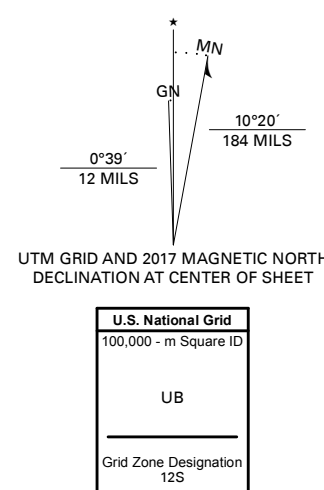 MN
GN
10°20´
184 MILS
0°39´
12 MILS
UTM GRID AND 2017 MAGNETIC NORTH
DECLINATION AT CENTER OF SHEET
U.S. National Grid
100,000 - m Square ID
UB
Grid Zone Designation
12S